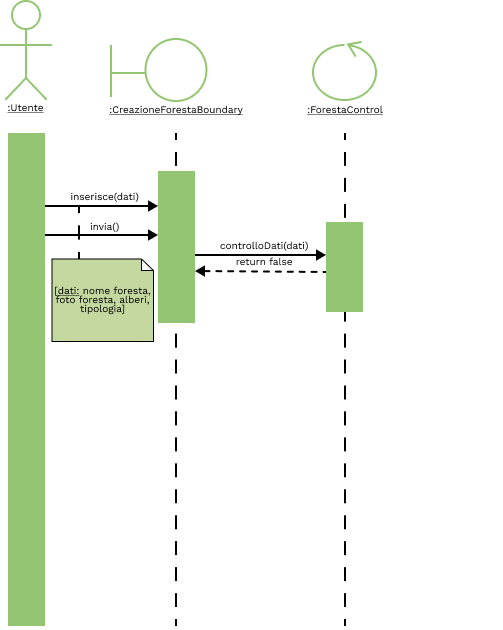 :Utente
:CreazioneForestaBoundary
:ForestaControl
inserisce(dati)
invia()
controlloDati(dati)
return false
[dati: nome foresta,
foto foresta, alberi,
tipologia]